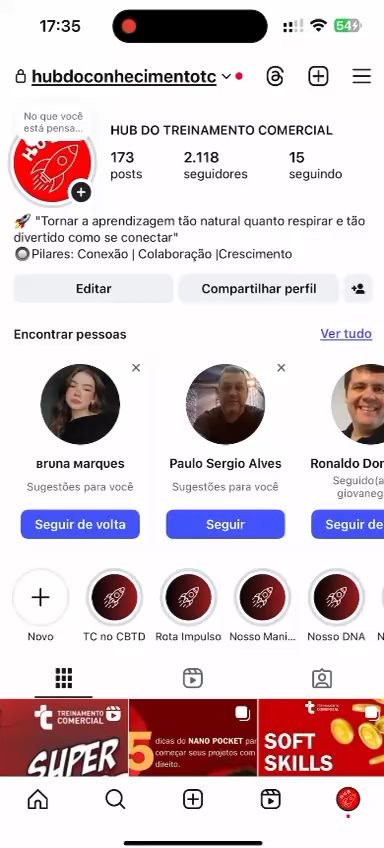 17:35
54
hubdoconhecimentotc
No que você
está pensa...
HUB DO TREINAMENTO COMERCIAL
173
posts
2.118
seguidores
15
seguindo
🚀 "Tornar a aprendizagem tão natural quanto respirar e tão
divertido como se conectar"
🔘Pilares: Conexão | Colaboração |Crescimento
Editar
Compartilhar perfil
Encontrar pessoas
Ver tudo
Bruna Marques
Sugestões para você
Seguir de volta
Paulo Sergio Alves
Sugestões para você
Seguir
Ronaldo Dor
Seguido(a
giovaneg
Seguir de
Novo
TC no CBTD
Rota Impulso
Nosso Mani...
Nosso DNA
N
TREINAMENTO
COMERCIAL
SUPER
5
dicas do NANO POCKET par
começar seus projetos com
direito.
TREINAMENTO
COMERCIAL
SOFT
SKILLS